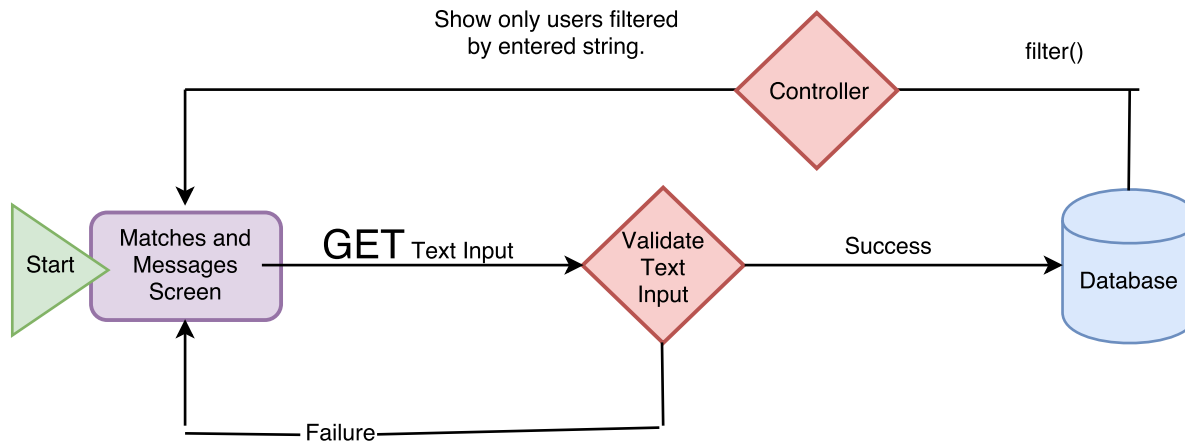 Show only users filtered
by entered string.
filter()
Controller
Start
Matches and
Messages
Screen
GET Text Input
Validate
Text
Input
Success
Database
Failure